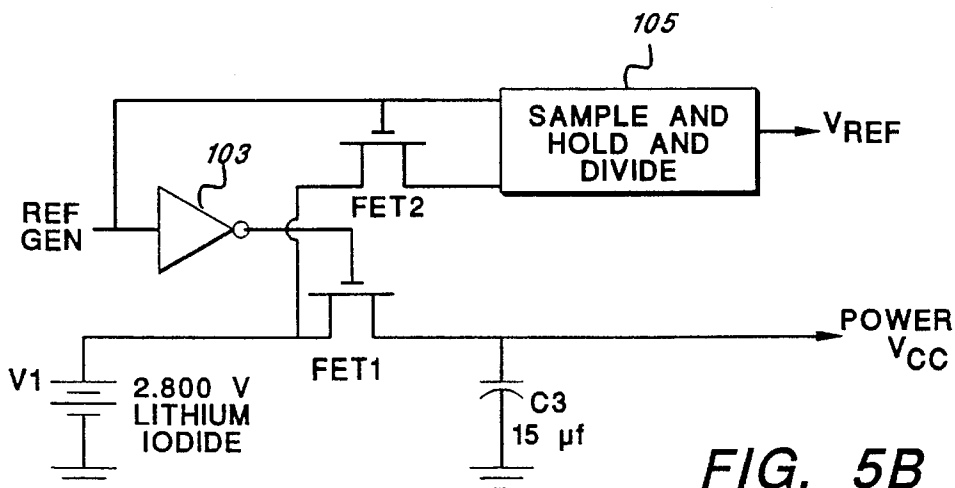 105
SAMPLE AND
HOLD AND
DIVIDE
VREF
103
FET2
REF
GEN
POWER
VCC
FET1
V1
2.800 V
LITHIUM
IODIDE
C3
15 µf
FIG. 5B